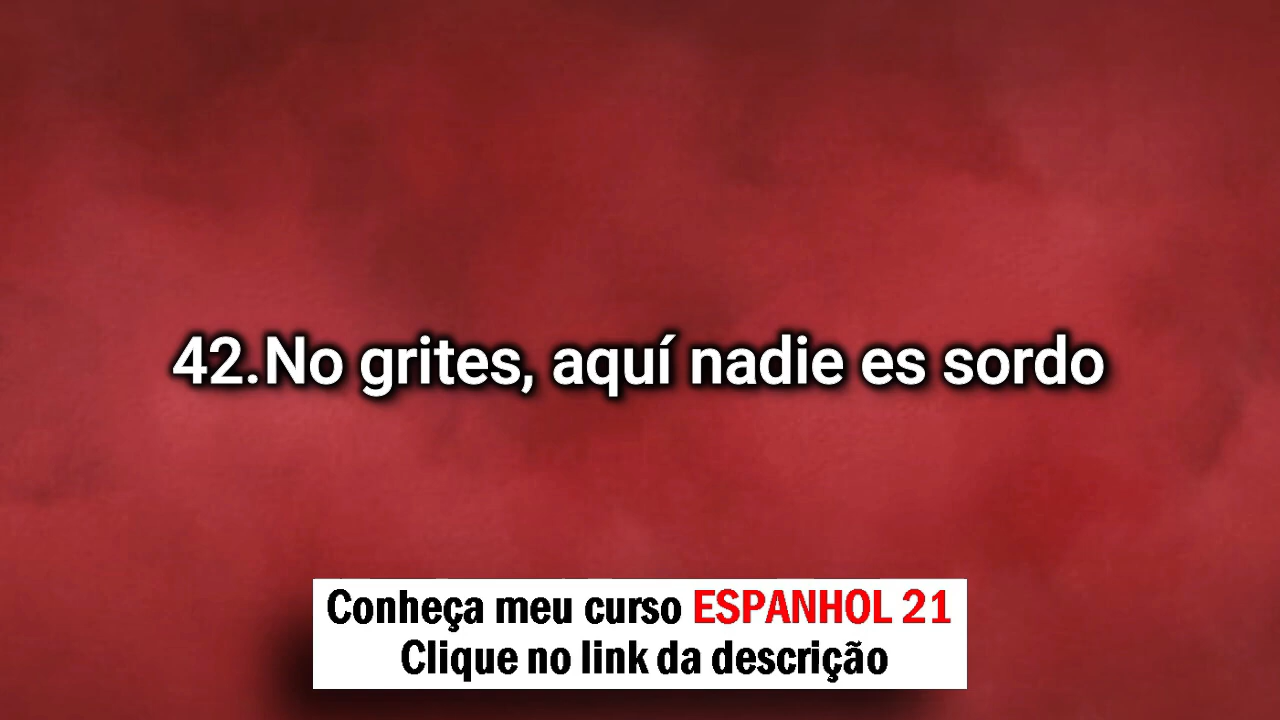 42.No grites, aquí nadie es sordo
Conheça meu curso ESPANHOL 21
Clique no link da descrição